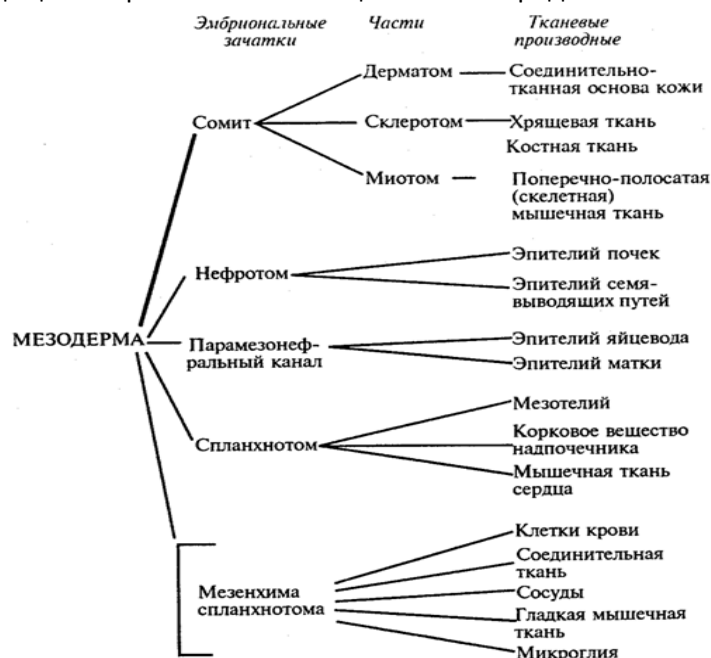 Эмбриональные зачатки
Части
Тканевые производные
МЕЗОДЕРМА
Сомит
Дерматом
Соединительно-
тканная основа кожи
Склеротом
Хрящевая ткань
Костная ткань
Миотом
Поперечно-полосатая
(скелетная)
мышечная ткань
Нефротом
Эпителий почек
Эпителий семя-
выводящих путей
Парамезонеф-
ральный канал
Эпителий яйцевода
Эпителий матки
Спланхнотом
Мезотелий
Корковое вещество
надпочечника
Мышечная ткань
сердца
Мезенхима
спланхнотома
Клетки крови
Соединительная
ткань
Сосуды
Гладкая мышечная
ткань
Микроглия